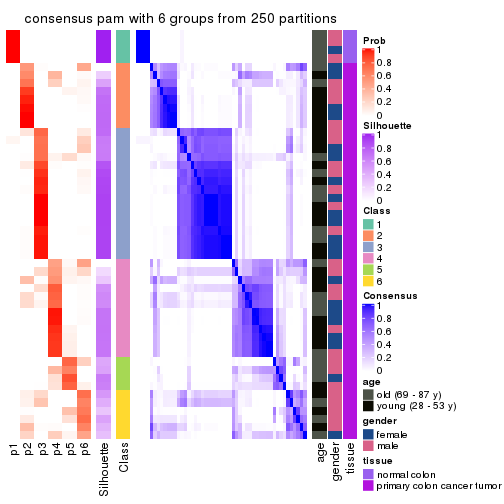 consensus pam with 6 groups from 250 partitions
Prob
1
0.8
0.6
0.4
0.2
0
Silhouette
1
0.8
0.6
0.4
0.2
0
Class
1
2
3
4
5
6
Consensus
1
0.8
0.6
0.4
0.2
0
age
old (69 - 87 y)
young (28 - 53 y)
gender
female
male
tissue
normal colon
primary colon cancer tumor
p1
p2
p3
p4
p5
p6
Silhouette
Class
age
gender
tissue